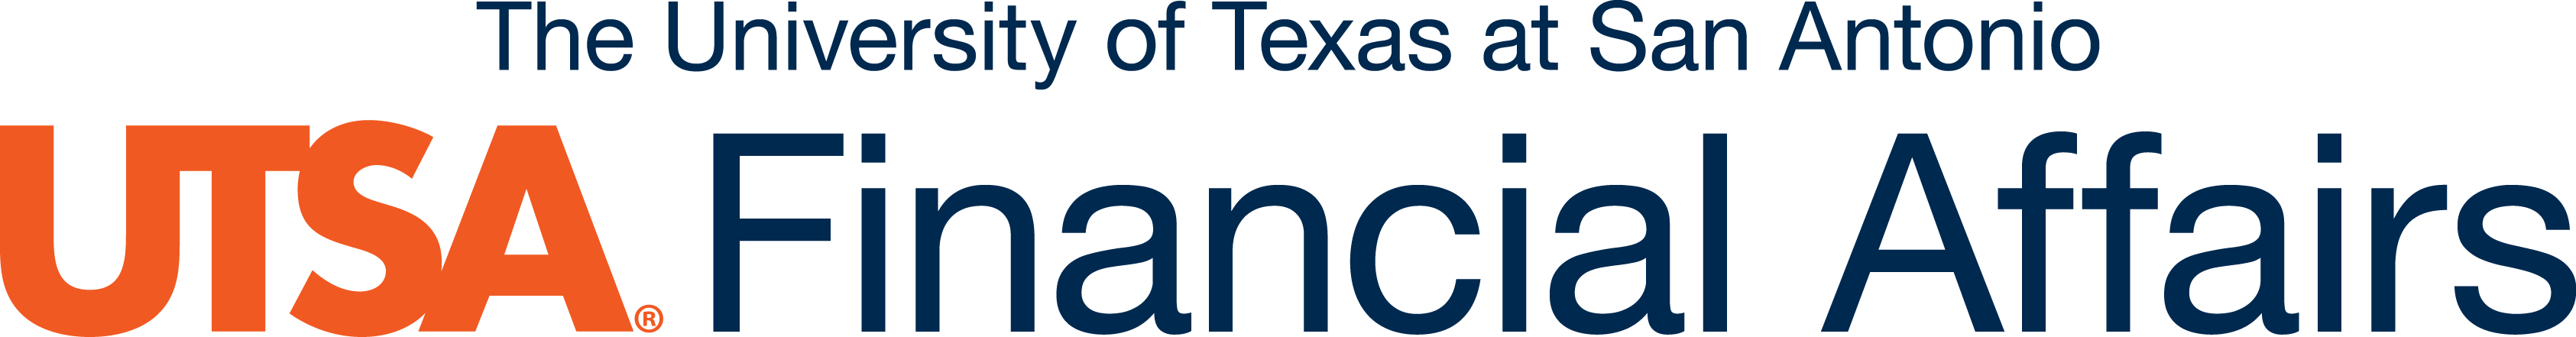 The University of Texas at San Antonio
UTSA® Financial Affairs